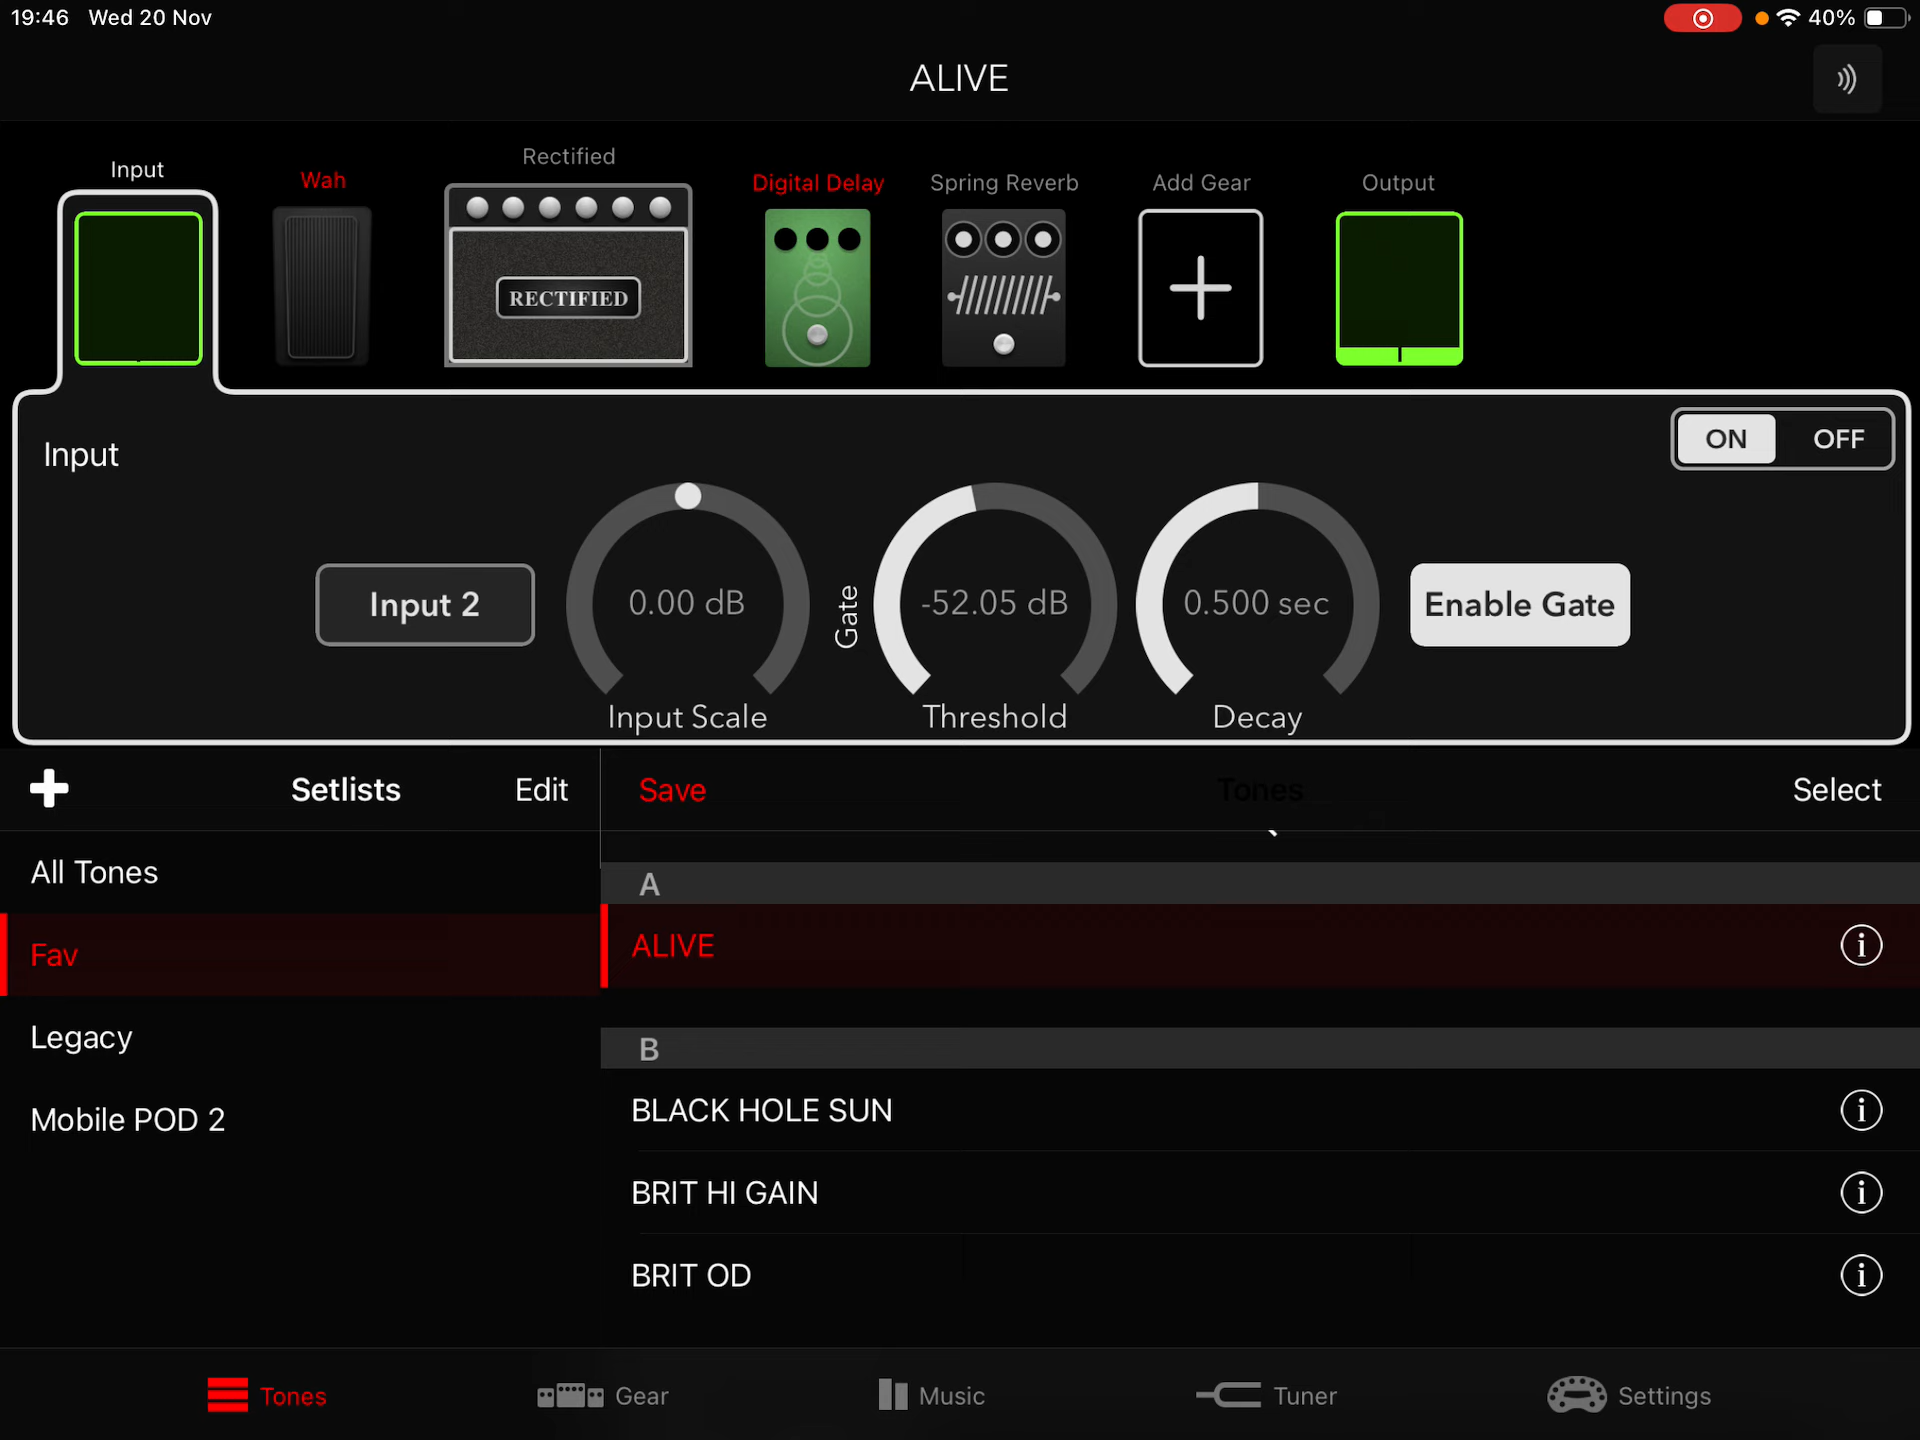 19:46 Wed 20 Nov 40%
ALIVE
Input
Wah
Rectified
Digital Delay
Spring Reverb
Add Gear
Output
RECTIFIED
Input
ON OFF
Input 2
0.00 dB
Input Scale
Gate
-52.05 dB
Threshold
0.500 sec
Decay
Enable Gate
Setlists Edit
Save Tones Select
All Tones
Fav
Legacy
Mobile POD 2
A
ALIVE
B
BLACK HOLE SUN
BRIT HI GAIN
BRIT OD
Tones Gear Music Tuner Settings